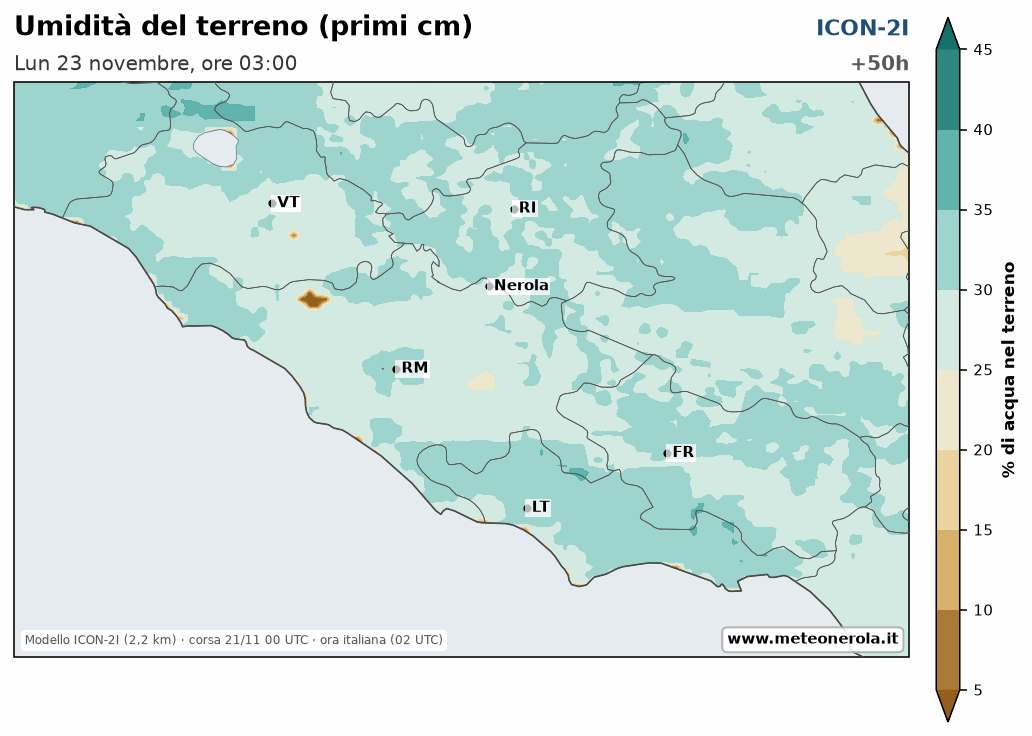 Umidità del terreno (primi cm)
ICON-2I
Lun 23 novembre, ore 03:00
+50h
VT
RI
Nerola
RM
FR
LT
45
40
35
30
25
20
15
10
5
% di acqua nel terreno
Modello ICON-2I (2,2 km) · corsa 21/11 00 UTC · ora italiana (02 UTC)
www.meteonerola.it